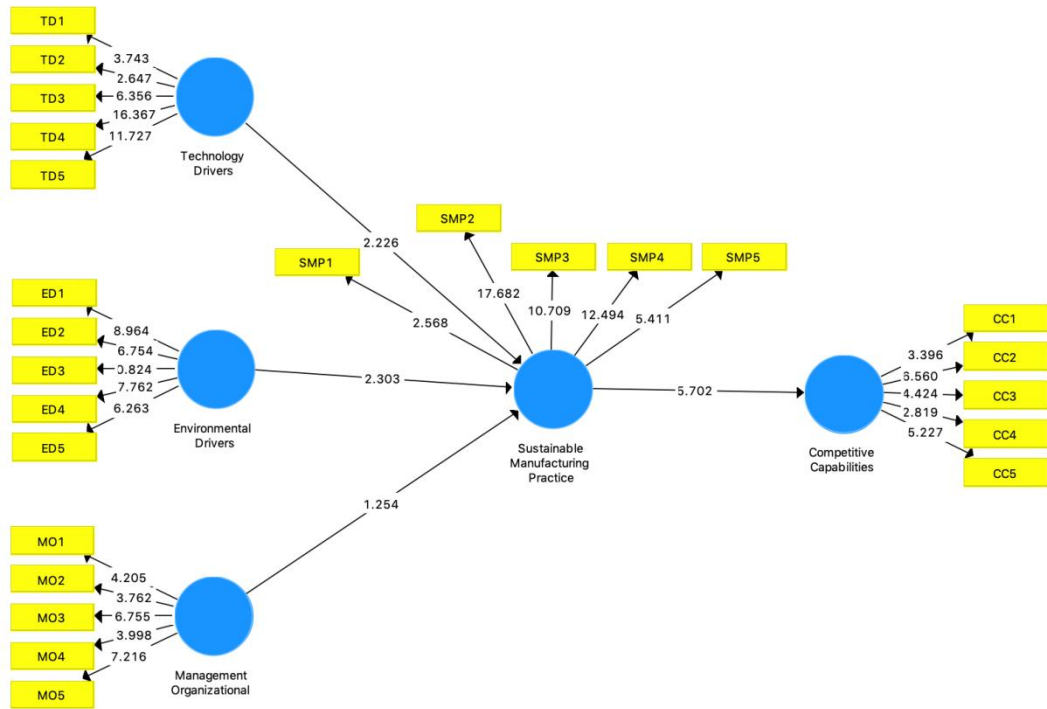 TD1
TD2
TD3
TD4
TD5
3.743
2.647
6.356
16.367
11.727
Technology
Drivers
2.226
SMP1
SMP2
SMP3
SMP4
SMP5
2.568
17.682
10.709
12.494
5.411
ED1
ED2
ED3
ED4
ED5
8.964
6.754
0.824
7.762
6.263
Environmental
Drivers
2.303
Sustainable
Manufacturing
Practice
5.702
Competitive
Capabilities
3.396
6.560
4.424
2.819
5.227
CC1
CC2
CC3
CC4
CC5
1.254
MO1
MO2
MO3
MO4
MO5
4.205
3.762
6.755
3.998
7.216
Management
Organizational